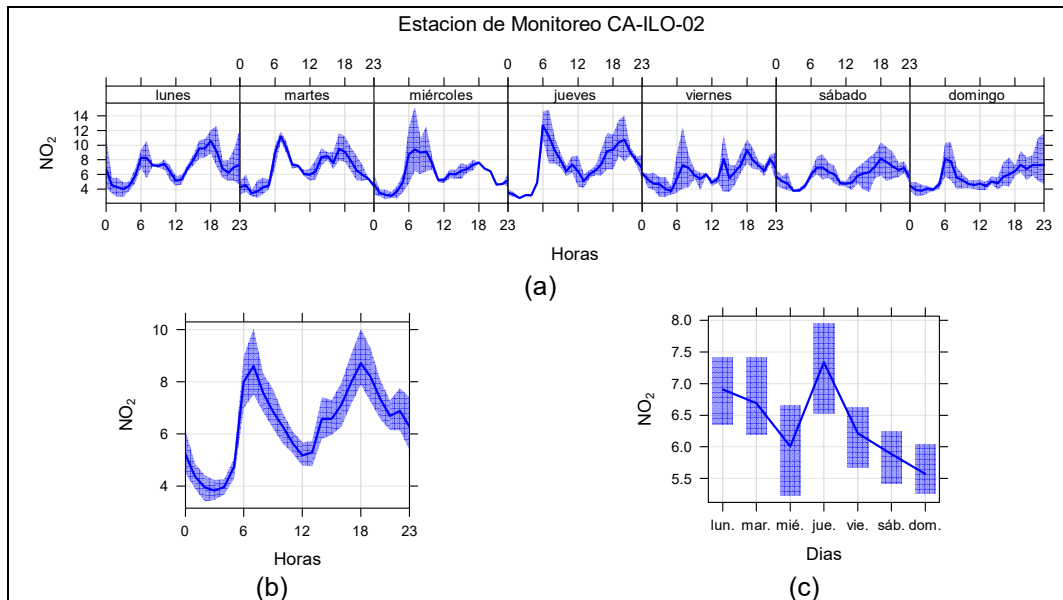 Estacion de Monitoreo CA-ILO-02
0 6 12 18 23 0 6 12 18 23 0 6 12 18 23
lunes martes miércoles jueves viernes sábado domingo
NO₂
14
12
10
8
6
4
0 6 12 18 23 0 6 12 18 23 0 6 12 18 23 0 6 12 18 23
Horas
(a)
NO₂
10
8
6
4
0 6 12 18 23
Horas
(b)
NO₂
8.0
7.5
7.0
6.5
6.0
5.5
lun. mar. mié. jue. vie. sáb. dom.
Dias
(c)